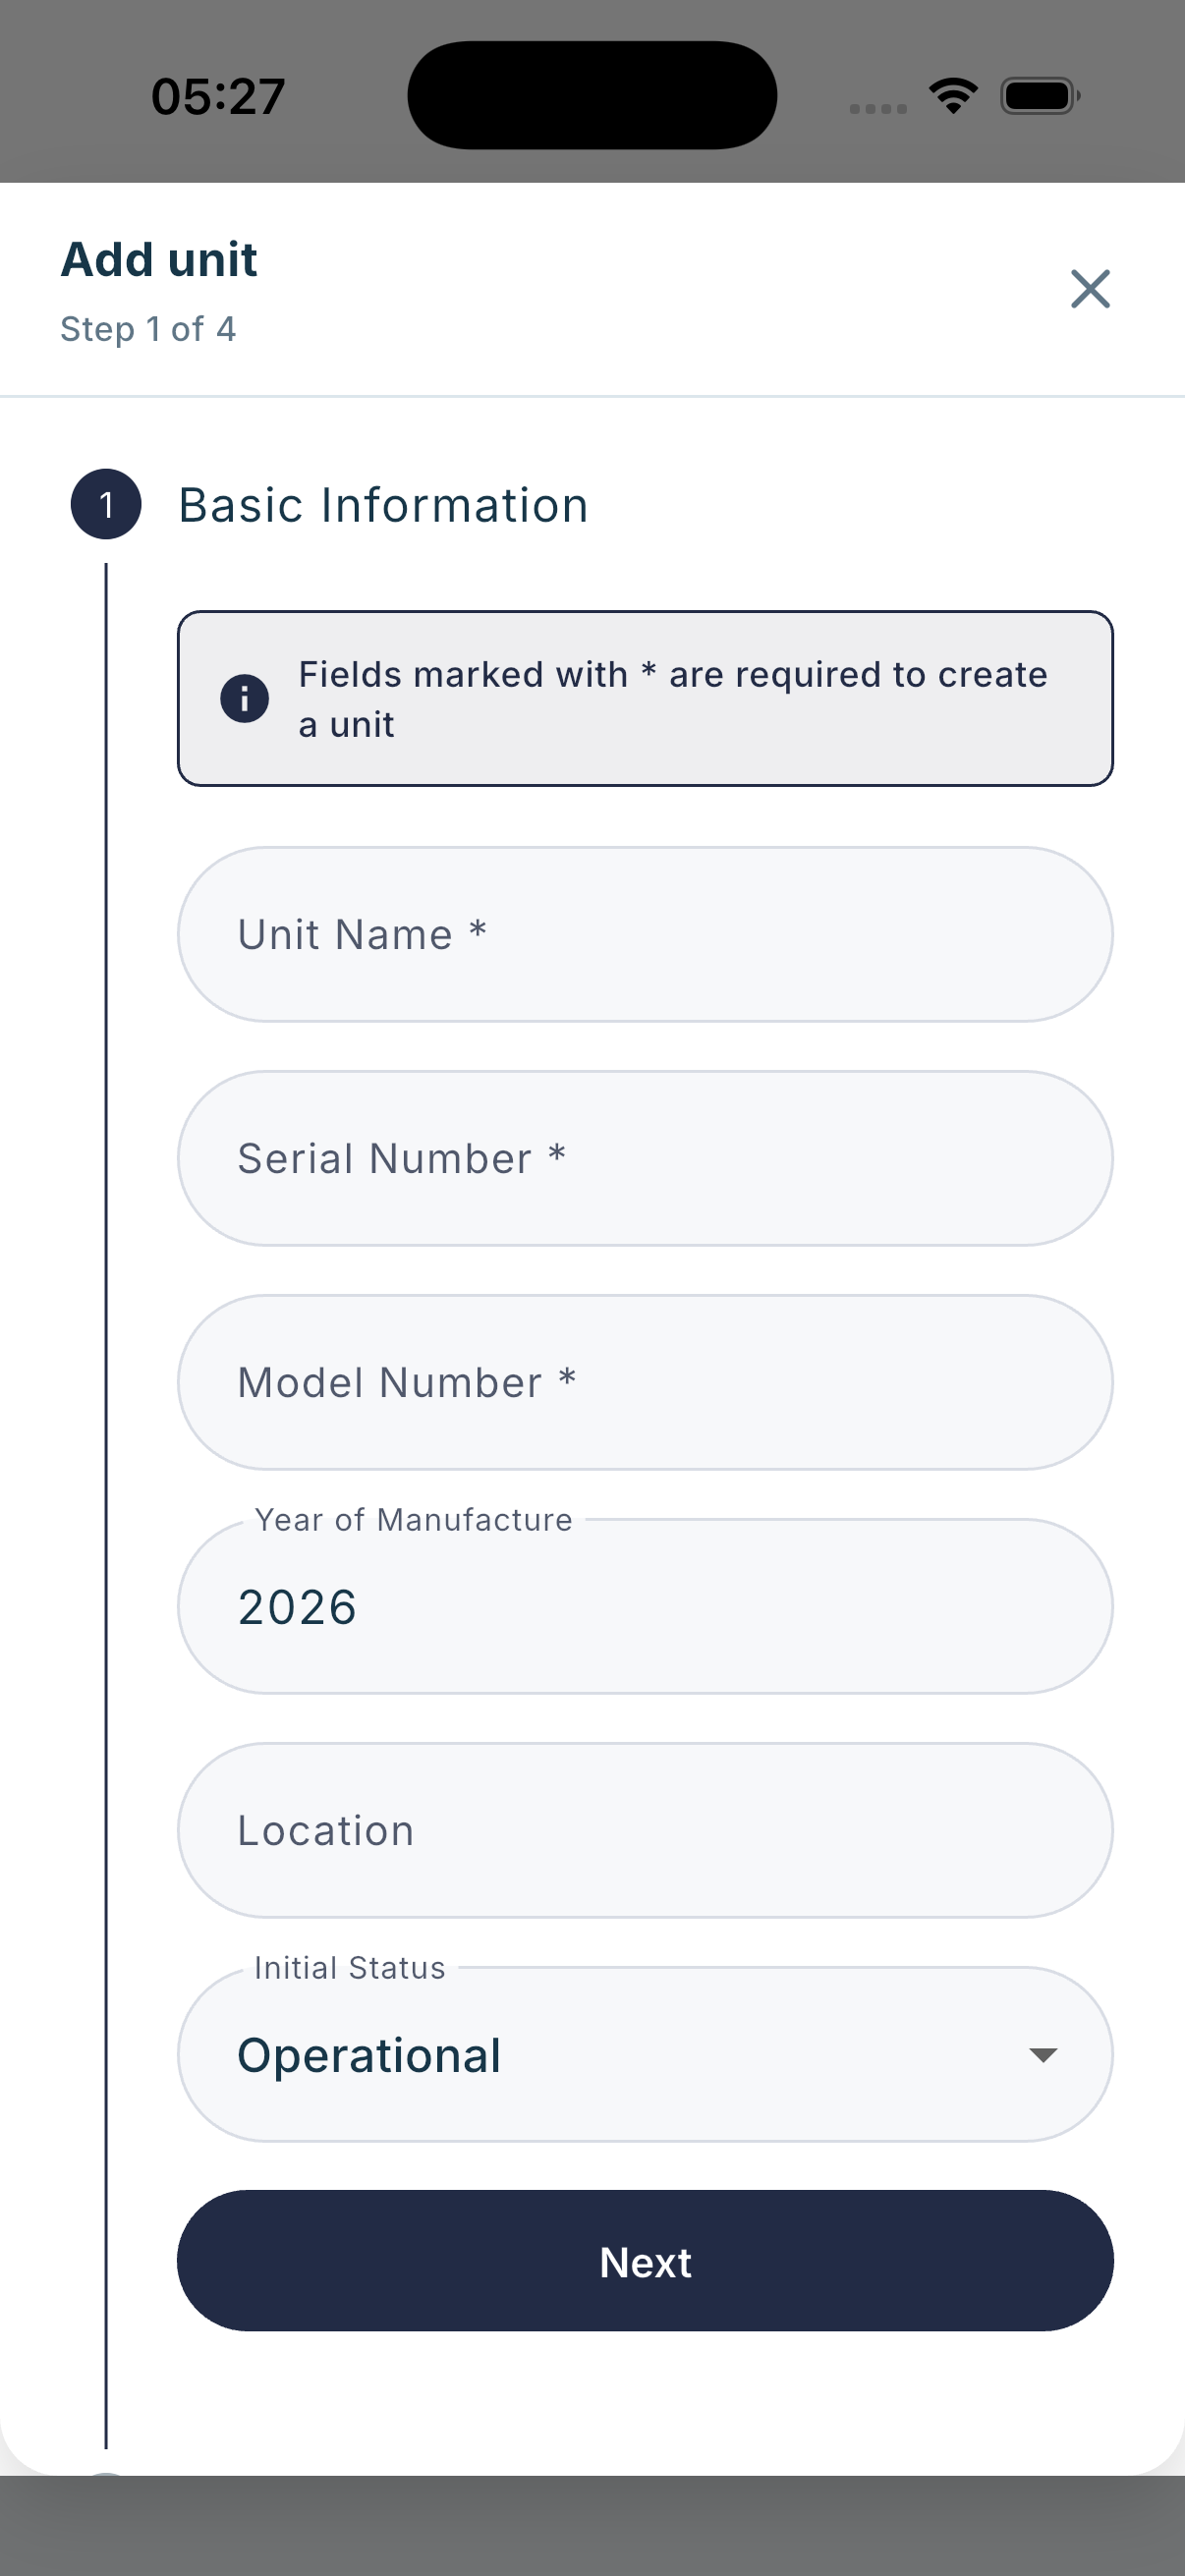 05:27
Add unit
Step 1 of 4
1
Basic Information
Fields marked with * are required to create
a unit
Unit Name *
Serial Number *
Model Number *
Year of Manufacture
2026
Location
Initial Status
Operational
Next